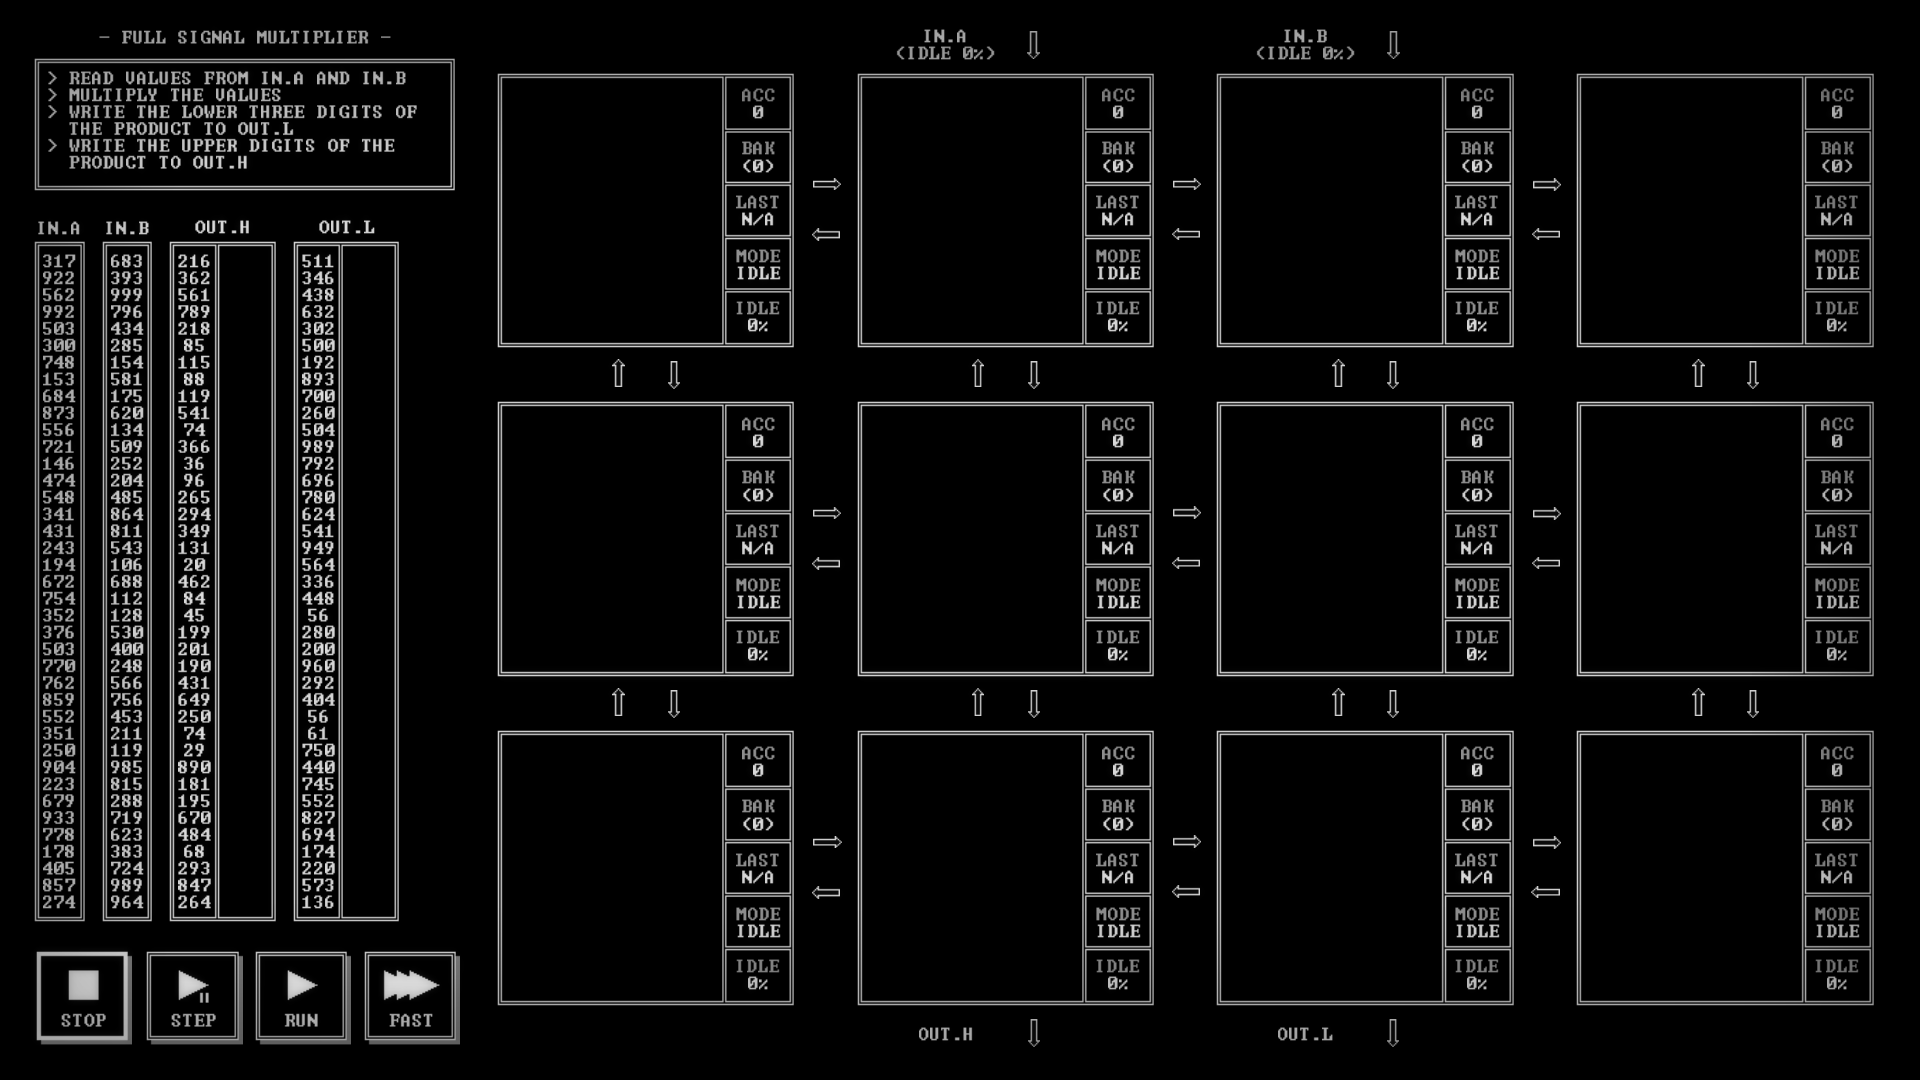 - FULL SIGNAL MULTIPLIER -
> READ VALUES FROM IN.A AND IN.B
> MULTIPLY THE VALUES
> WRITE THE LOWER THREE DIGITS OF
THE PRODUCT TO OUT.L
> WRITE THE UPPER DIGITS OF THE
PRODUCT TO OUT.H
IN.A IN.B OUT.H OUT.L
317 683 216 511
922 393 362 346
562 999 561 438
992 796 789 632
503 434 218 302
300 285 85 500
748 154 115 192
153 581 88 893
684 175 119 700
873 620 541 260
556 134 74 504
721 509 366 989
146 252 36 792
474 204 96 696
548 485 265 780
341 864 294 624
431 811 349 541
243 543 131 949
194 106 20 564
672 688 462 336
754 112 84 448
352 128 45 56
376 530 199 280
503 400 201 200
770 248 190 960
762 566 431 292
859 756 649 404
552 453 250 56
351 211 74 61
250 119 29 750
904 985 890 440
223 815 181 745
679 288 195 552
933 719 670 827
778 623 484 694
178 383 68 174
405 724 293 220
857 989 847 573
274 964 264 136
STOP STEP RUN FAST
IN.A IN.B
(IDLE 0%) (IDLE 0%)
ACC ACC ACC ACC
0 0 0 0
BAK BAK BAK BAK
(0) (0) (0) (0)
LAST LAST LAST LAST
N/A N/A N/A N/A
MODE MODE MODE MODE
IDLE IDLE IDLE IDLE
IDLE IDLE IDLE IDLE
0% 0% 0% 0%
ACC ACC ACC ACC
0 0 0 0
BAK BAK BAK BAK
(0) (0) (0) (0)
LAST LAST LAST LAST
N/A N/A N/A N/A
MODE MODE MODE MODE
IDLE IDLE IDLE IDLE
IDLE IDLE IDLE IDLE
0% 0% 0% 0%
ACC ACC ACC ACC
0 0 0 0
BAK BAK BAK BAK
(0) (0) (0) (0)
LAST LAST LAST LAST
N/A N/A N/A N/A
MODE MODE MODE MODE
IDLE IDLE IDLE IDLE
IDLE IDLE IDLE IDLE
0% 0% 0% 0%
OUT.H OUT.L